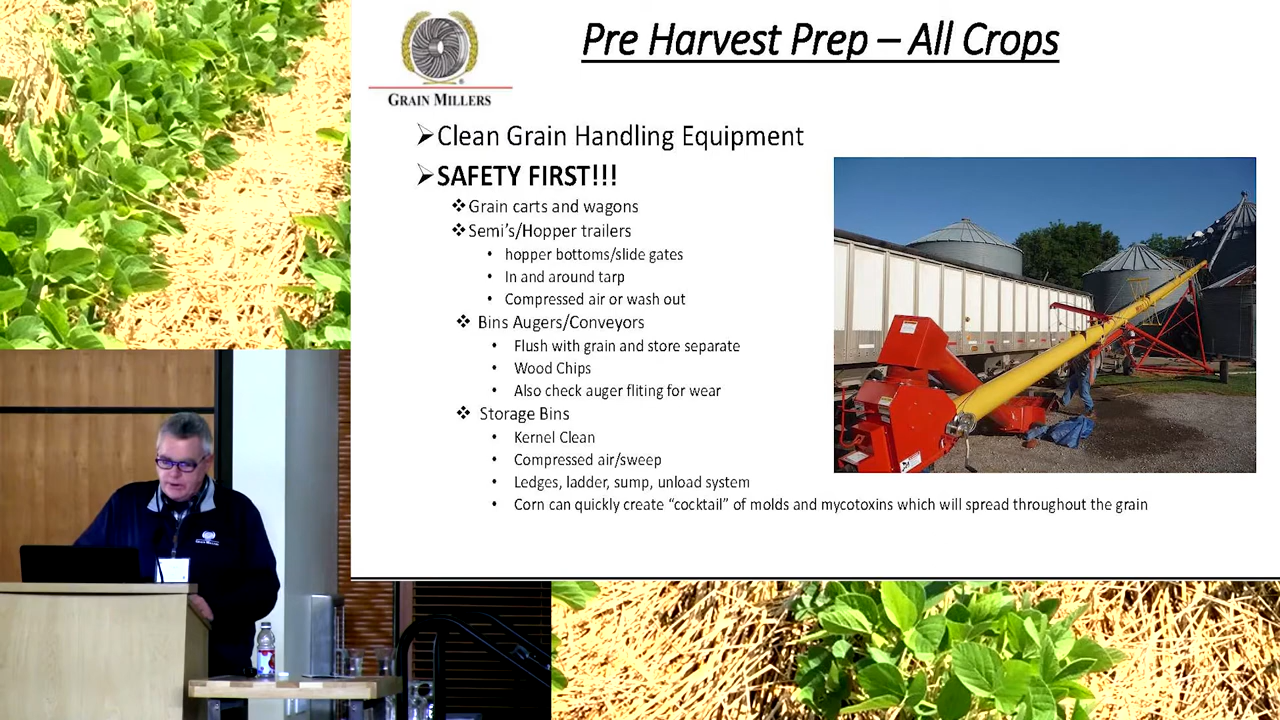 GRAIN MILLERS
Pre Harvest Prep – All Crops
Clean Grain Handling Equipment
SAFETY FIRST!!!
Grain carts and wagons
Semi's/Hopper trailers
hopper bottoms/slide gates
In and around tarp
Compressed air or wash out
Bins Augers/Conveyors
Flush with grain and store separate
Wood Chips
Also check auger fliting for wear
Storage Bins
Kernel Clean
Compressed air/sweep
Ledges, ladder, sump, unload system
Corn can quickly create “cocktail” of molds and mycotoxins which will spread throughout the grain
GRAIN MILLERS